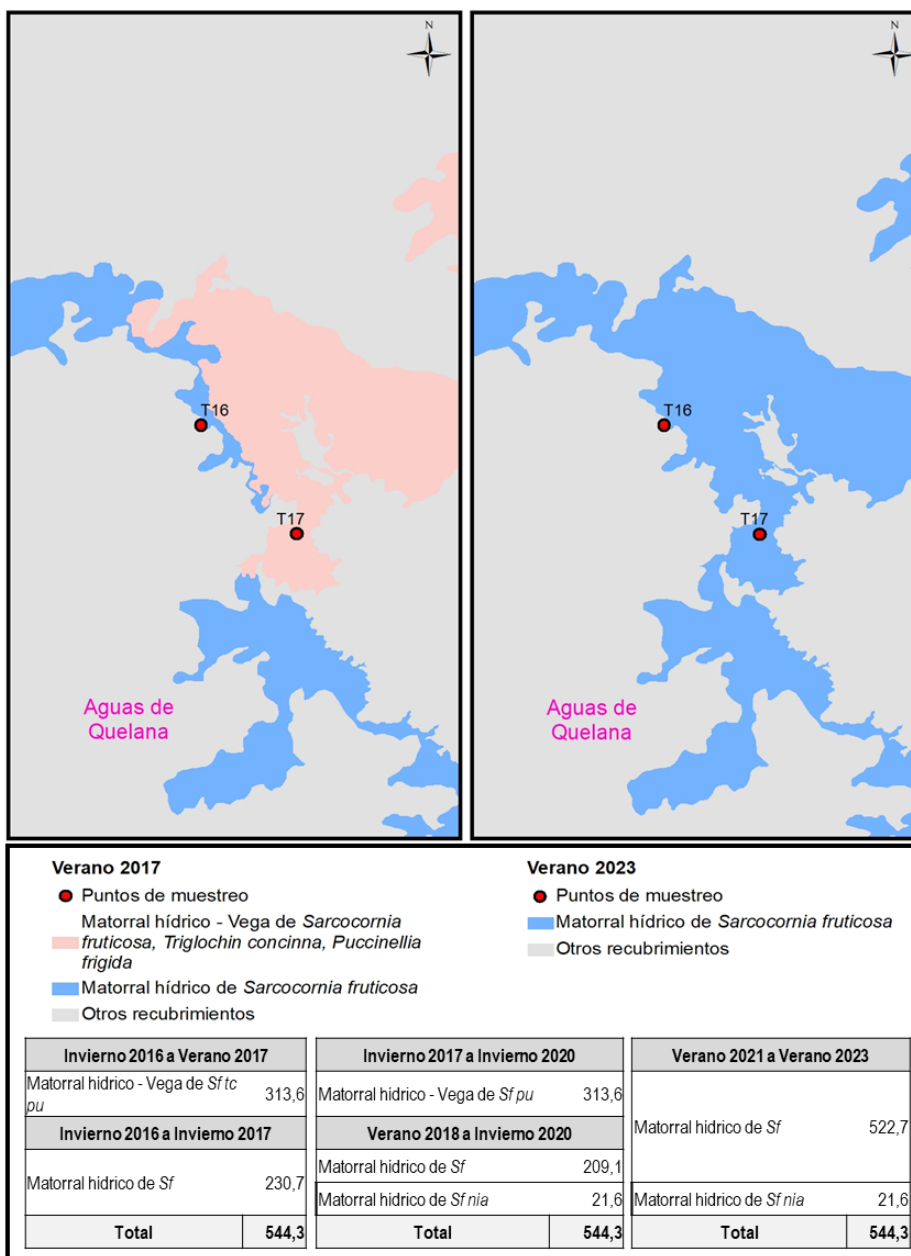 N
T16
T17
Aguas de
Quelana
N
T16
T17
Aguas de
Quelana
Verano 2017
Puntos de muestreo
Matorral hídrico - Vega de Sarcocornia
fruticosa, Triglochin concinna, Puccinellia
frigida
Matorral hídrico de Sarcocornia fruticosa
Otros recubrimientos
Verano 2023
Puntos de muestreo
Matorral hídrico de Sarcocornia fruticosa
Otros recubrimientos
Invierno 2016 a Verano 2017
Matorral hídrico - Vega de Sf tc
pu 313,6
Invierno 2016 a Invierno 2017
Matorral hidrico de Sf 230,7
Total 544,3
Invierno 2017 a Invierno 2020
Matorral hídrico - Vega de Sf pu 313,6
Verano 2018 a Invierno 2020
Matorral hidrico de Sf 209,1
Matorral hídrico de Sf nia 21,6
Total 544,3
Verano 2021 a Verano 2023
Matorral hidrico de Sf 522,7
Matorral hídrico de Sf nia 21,6
Total 544,3